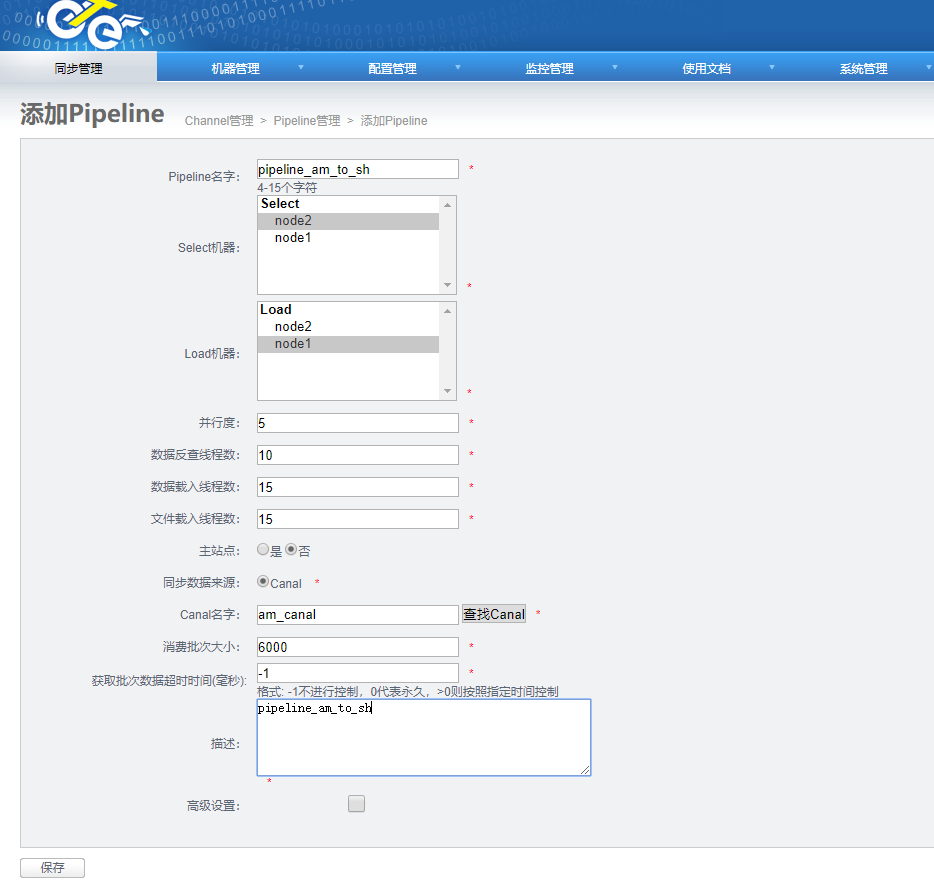 同步管理 机器管理 配置管理 监控管理 使用文档 系统管理
添加Pipeline Channel管理 > Pipeline管理 > 添加Pipeline
Pipeline名字： pipeline_am_to_sh *
4-15个字符
Select
node2
Select机器： node1
*
Load
node2
Load机器： node1
*
并行度： 5 *
数据反查线程数： 10 *
数据载入线程数： 15 *
文件载入线程数： 15 *
主站点： 是 否
同步数据来源： Canal *
Canal名字： am_canal 查找Canal *
消费批次大小： 6000 *
获取批次数据超时时间(毫秒)： -1 *
格式: -1不进行控制，0代表永久，>0则按照指定时间控制
描述： pipeline_am_to_sh
*
高级设置：
保存